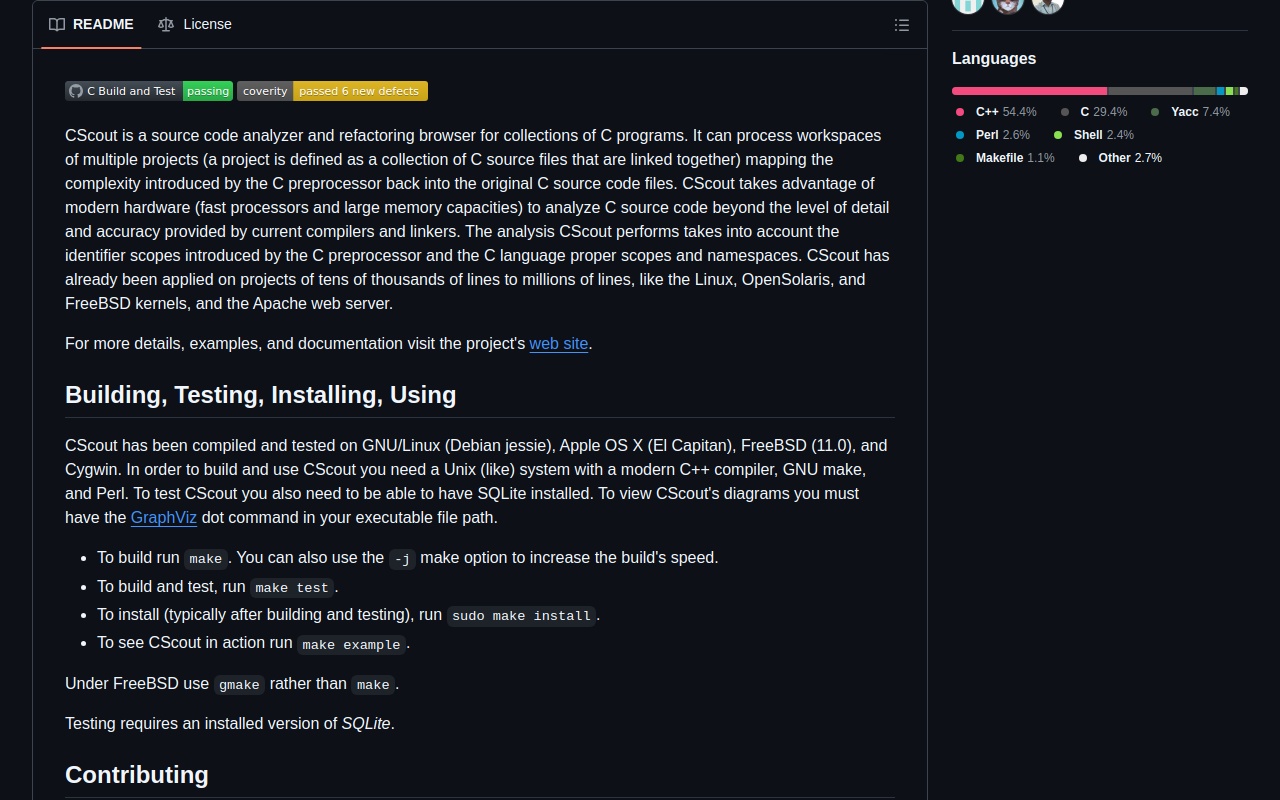 README
License
C Build and Test passing
coverity passed 6 new defects
CScout is a source code analyzer and refactoring browser for collections of C programs. It can process workspaces
of multiple projects (a project is defined as a collection of C source files that are linked together) mapping the
complexity introduced by the C preprocessor back into the original C source code files. CScout takes advantage of
modern hardware (fast processors and large memory capacities) to analyze C source code beyond the level of detail
and accuracy provided by current compilers and linkers. The analysis CScout performs takes into account the
identifier scopes introduced by the C preprocessor and the C language proper scopes and namespaces. CScout has
already been applied on projects of tens of thousands of lines to millions of lines, like the Linux, OpenSolaris, and
FreeBSD kernels, and the Apache web server.
For more details, examples, and documentation visit the project's web site.
Building, Testing, Installing, Using
CScout has been compiled and tested on GNU/Linux (Debian jessie), Apple OS X (El Capitan), FreeBSD (11.0), and
Cygwin. In order to build and use CScout you need a Unix (like) system with a modern C++ compiler, GNU make,
and Perl. To test CScout you also need to be able to have SQLite installed. To view CScout's diagrams you must
have the GraphViz dot command in your executable file path.
To build run make. You can also use the -j make option to increase the build's speed.
To build and test, run make test.
To install (typically after building and testing), run sudo make install.
To see CScout in action run make example.
Under FreeBSD use gmake rather than make.
Testing requires an installed version of SQLite.
Contributing
Languages
C++ 54.4% C 29.4% Yacc 7.4%
Perl 2.6% Shell 2.4%
Makefile 1.1% Other 2.7%